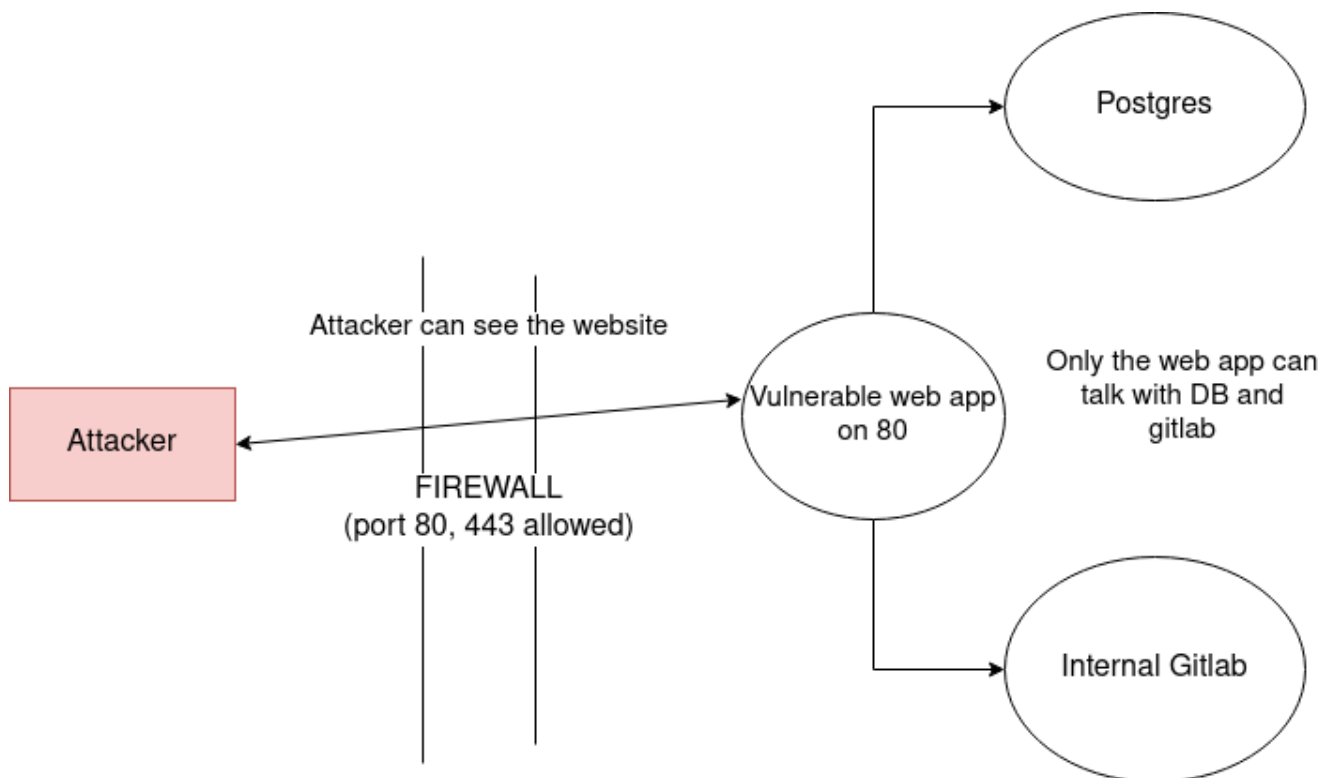 Postgres
Attacker can see the website
Only the web app can
talk with DB and
gitlab
Vulnerable web app
on 80
Attacker
FIREWALL
(port 80, 443 allowed)
Internal Gitlab